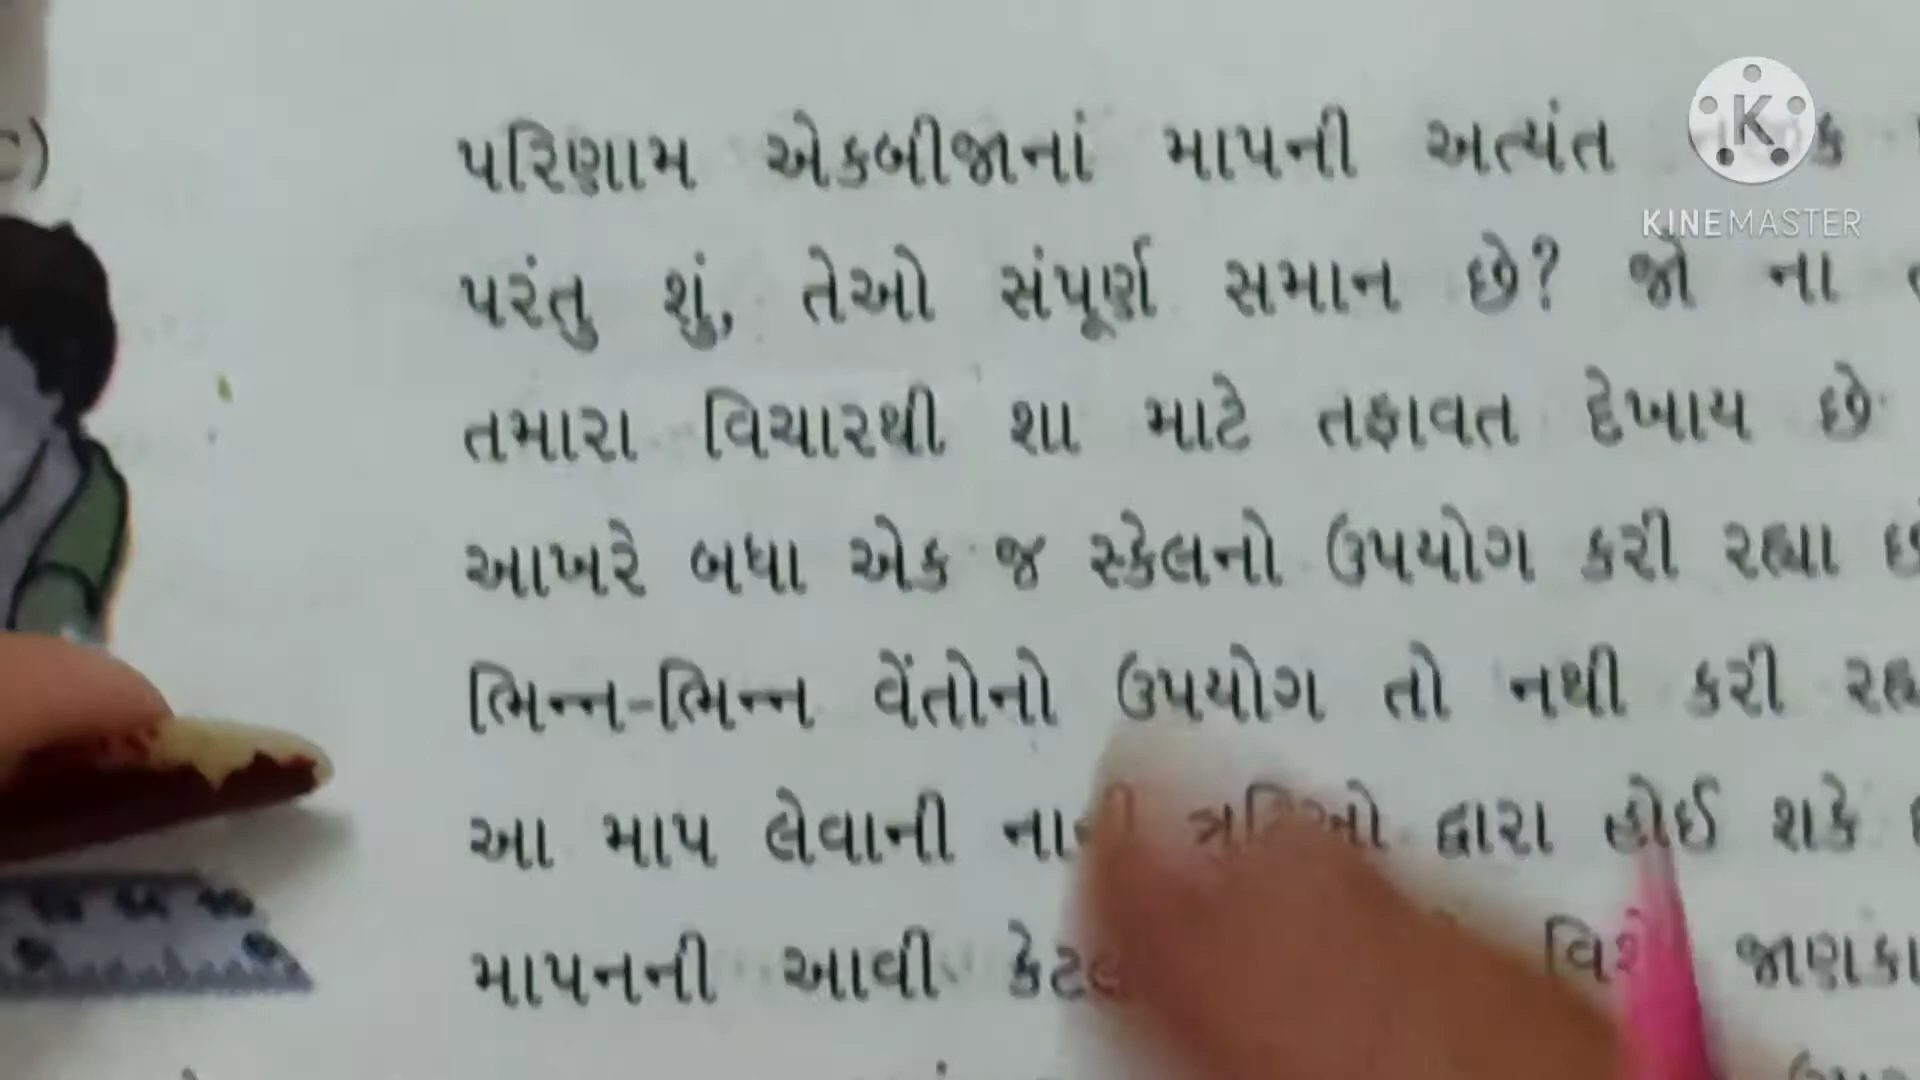 પરિણામ એકબીજાનાં માપની અત્યંત
K
KINEMASTER
પરંતુ શું, તેઓ સંપૂર્ણ સમાન છે? જો ના
તમારા વિચારથી શા માટે તફાવત દેખાય છે
આખરે બધા એક જ સ્કેલનો ઉપયોગ કરી રહ્યા
ભિન્ન-ભિન્ન વેંતોનો ઉપયોગ તો નથી કરી
આ માપ લેવાની દ્વારા હોઈ શકે
માપનની આવી